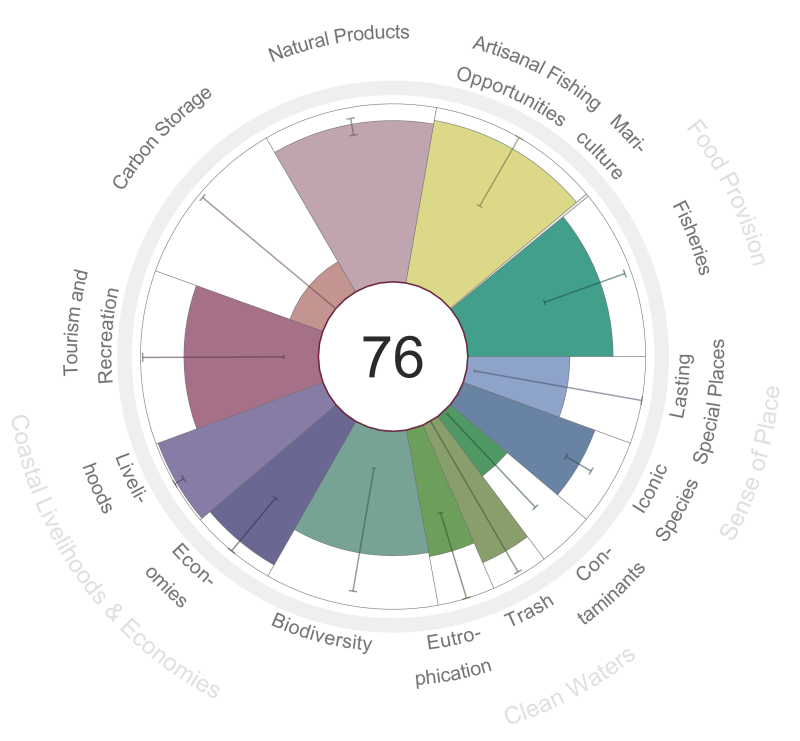 Natural Products
Artisanal Fishing
Opportunities
Mari-
culture
Food Provision
Fisheries
Carbon Storage
Tourism and
Recreation
76
Lasting
Special Places
Sense of Place
Iconic
Species
Coastal Livelihoods & Economies
Liveli-
hoods
Econ-
omies
Biodiversity
Eutro-
phication
Trash
Con-
taminants
Clean Waters